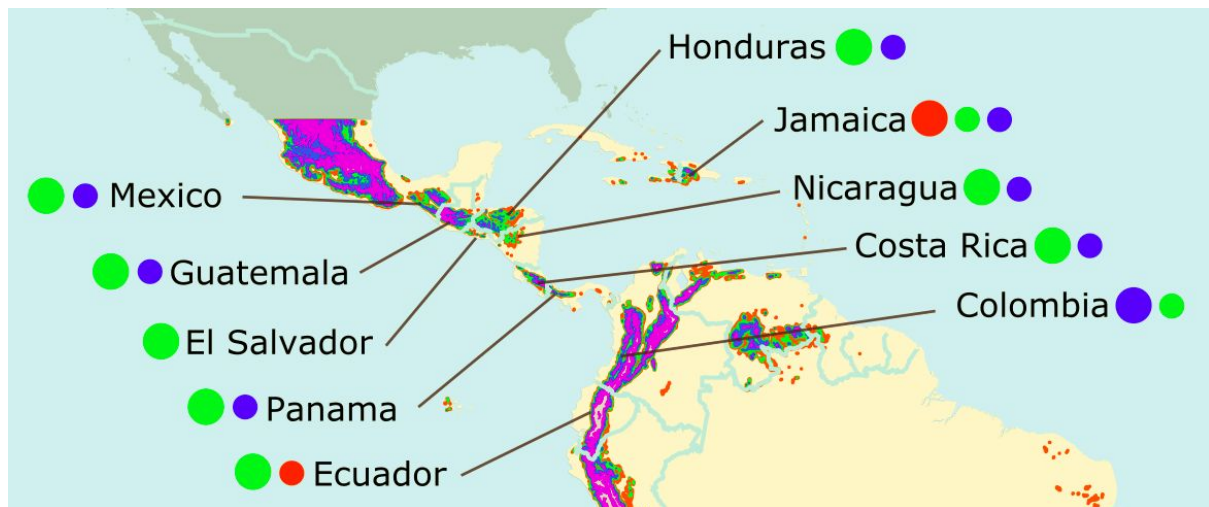 Honduras
Jamaica
Mexico
Nicaragua
Guatemala
Costa Rica
Colombia
El Salvador
Panama
Ecuador